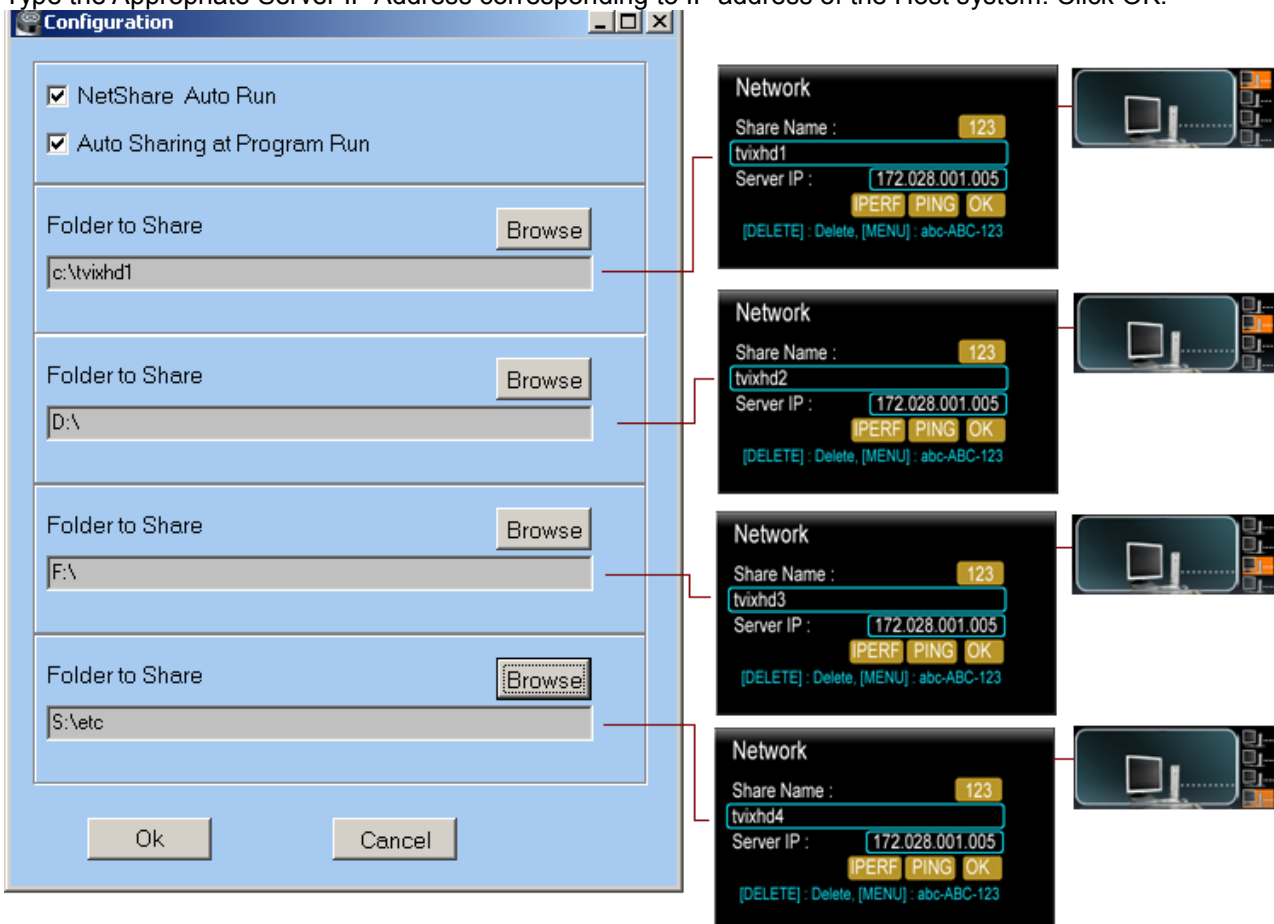 Type the Appropriate Server IP Address corresponding to IP address of the Host system. Click OK.
Configuration
NetShare Auto Run
Auto Sharing at Program Run
Folder to Share
Browse
c:\tvixhd1
Folder to Share
Browse
D:\
Folder to Share
Browse
F:\
Folder to Share
Browse
S:\etc
Ok Cancel
Network
Share Name : 123
tvixhd1
Server IP : 172.028.001.005
IPERF PING OK
[DELETE] : Delete, [MENU] : abc-ABC-123
Network
Share Name : 123
tvixhd2
Server IP : 172.028.001.005
IPERF PING OK
[DELETE] : Delete, [MENU] : abc-ABC-123
Network
Share Name : 123
tvixhd3
Server IP : 172.028.001.005
IPERF PING OK
[DELETE] : Delete, [MENU] : abc-ABC-123
Network
Share Name : 123
tvixhd4
Server IP : 172.028.001.005
IPERF PING OK
[DELETE] : Delete, [MENU] : abc-ABC-123